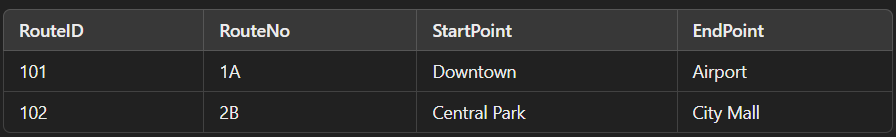 RouteID RouteNo StartPoint EndPoint
101 1A Downtown Airport
102 2B Central Park City Mall